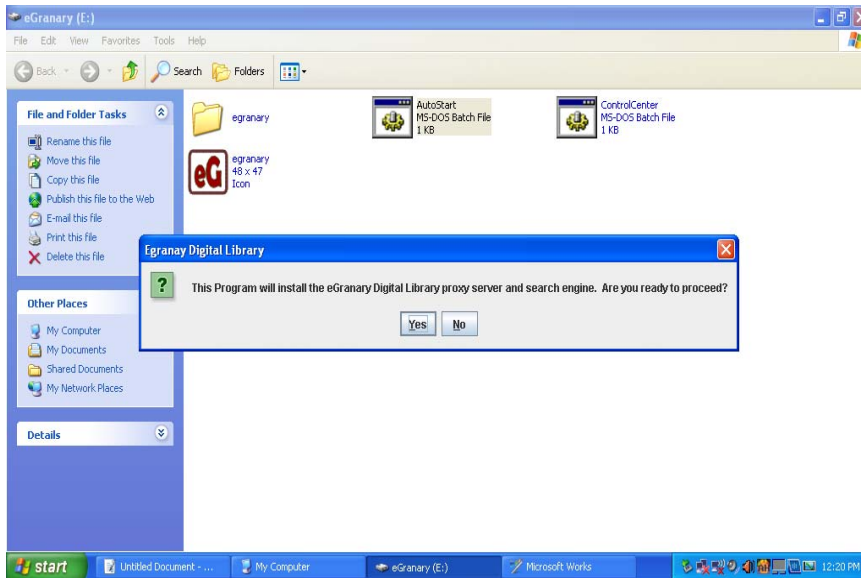 eGranary (E:)
File Edit View Favorites Tools Help
Back Search Folders
File and Folder Tasks
Rename this file
Move this file
Copy this file
Publish this file to the Web
E-mail this file
Print this file
Delete this file
Other Places
My Computer
My Documents
Shared Documents
My Network Places
Details
egranary
AutoStart
MS-DOS Batch File
1 KB
ControlCenter
MS-DOS Batch File
1 KB
eG
egranary
48 x 47
Icon
Egranay Digital Library
This Program will install the eGranary Digital Library proxy server and search engine. Are you ready to proceed?
Yes No
start Untitled Document - ... My Computer eGranary (E:) Microsoft Works 12:20 PM